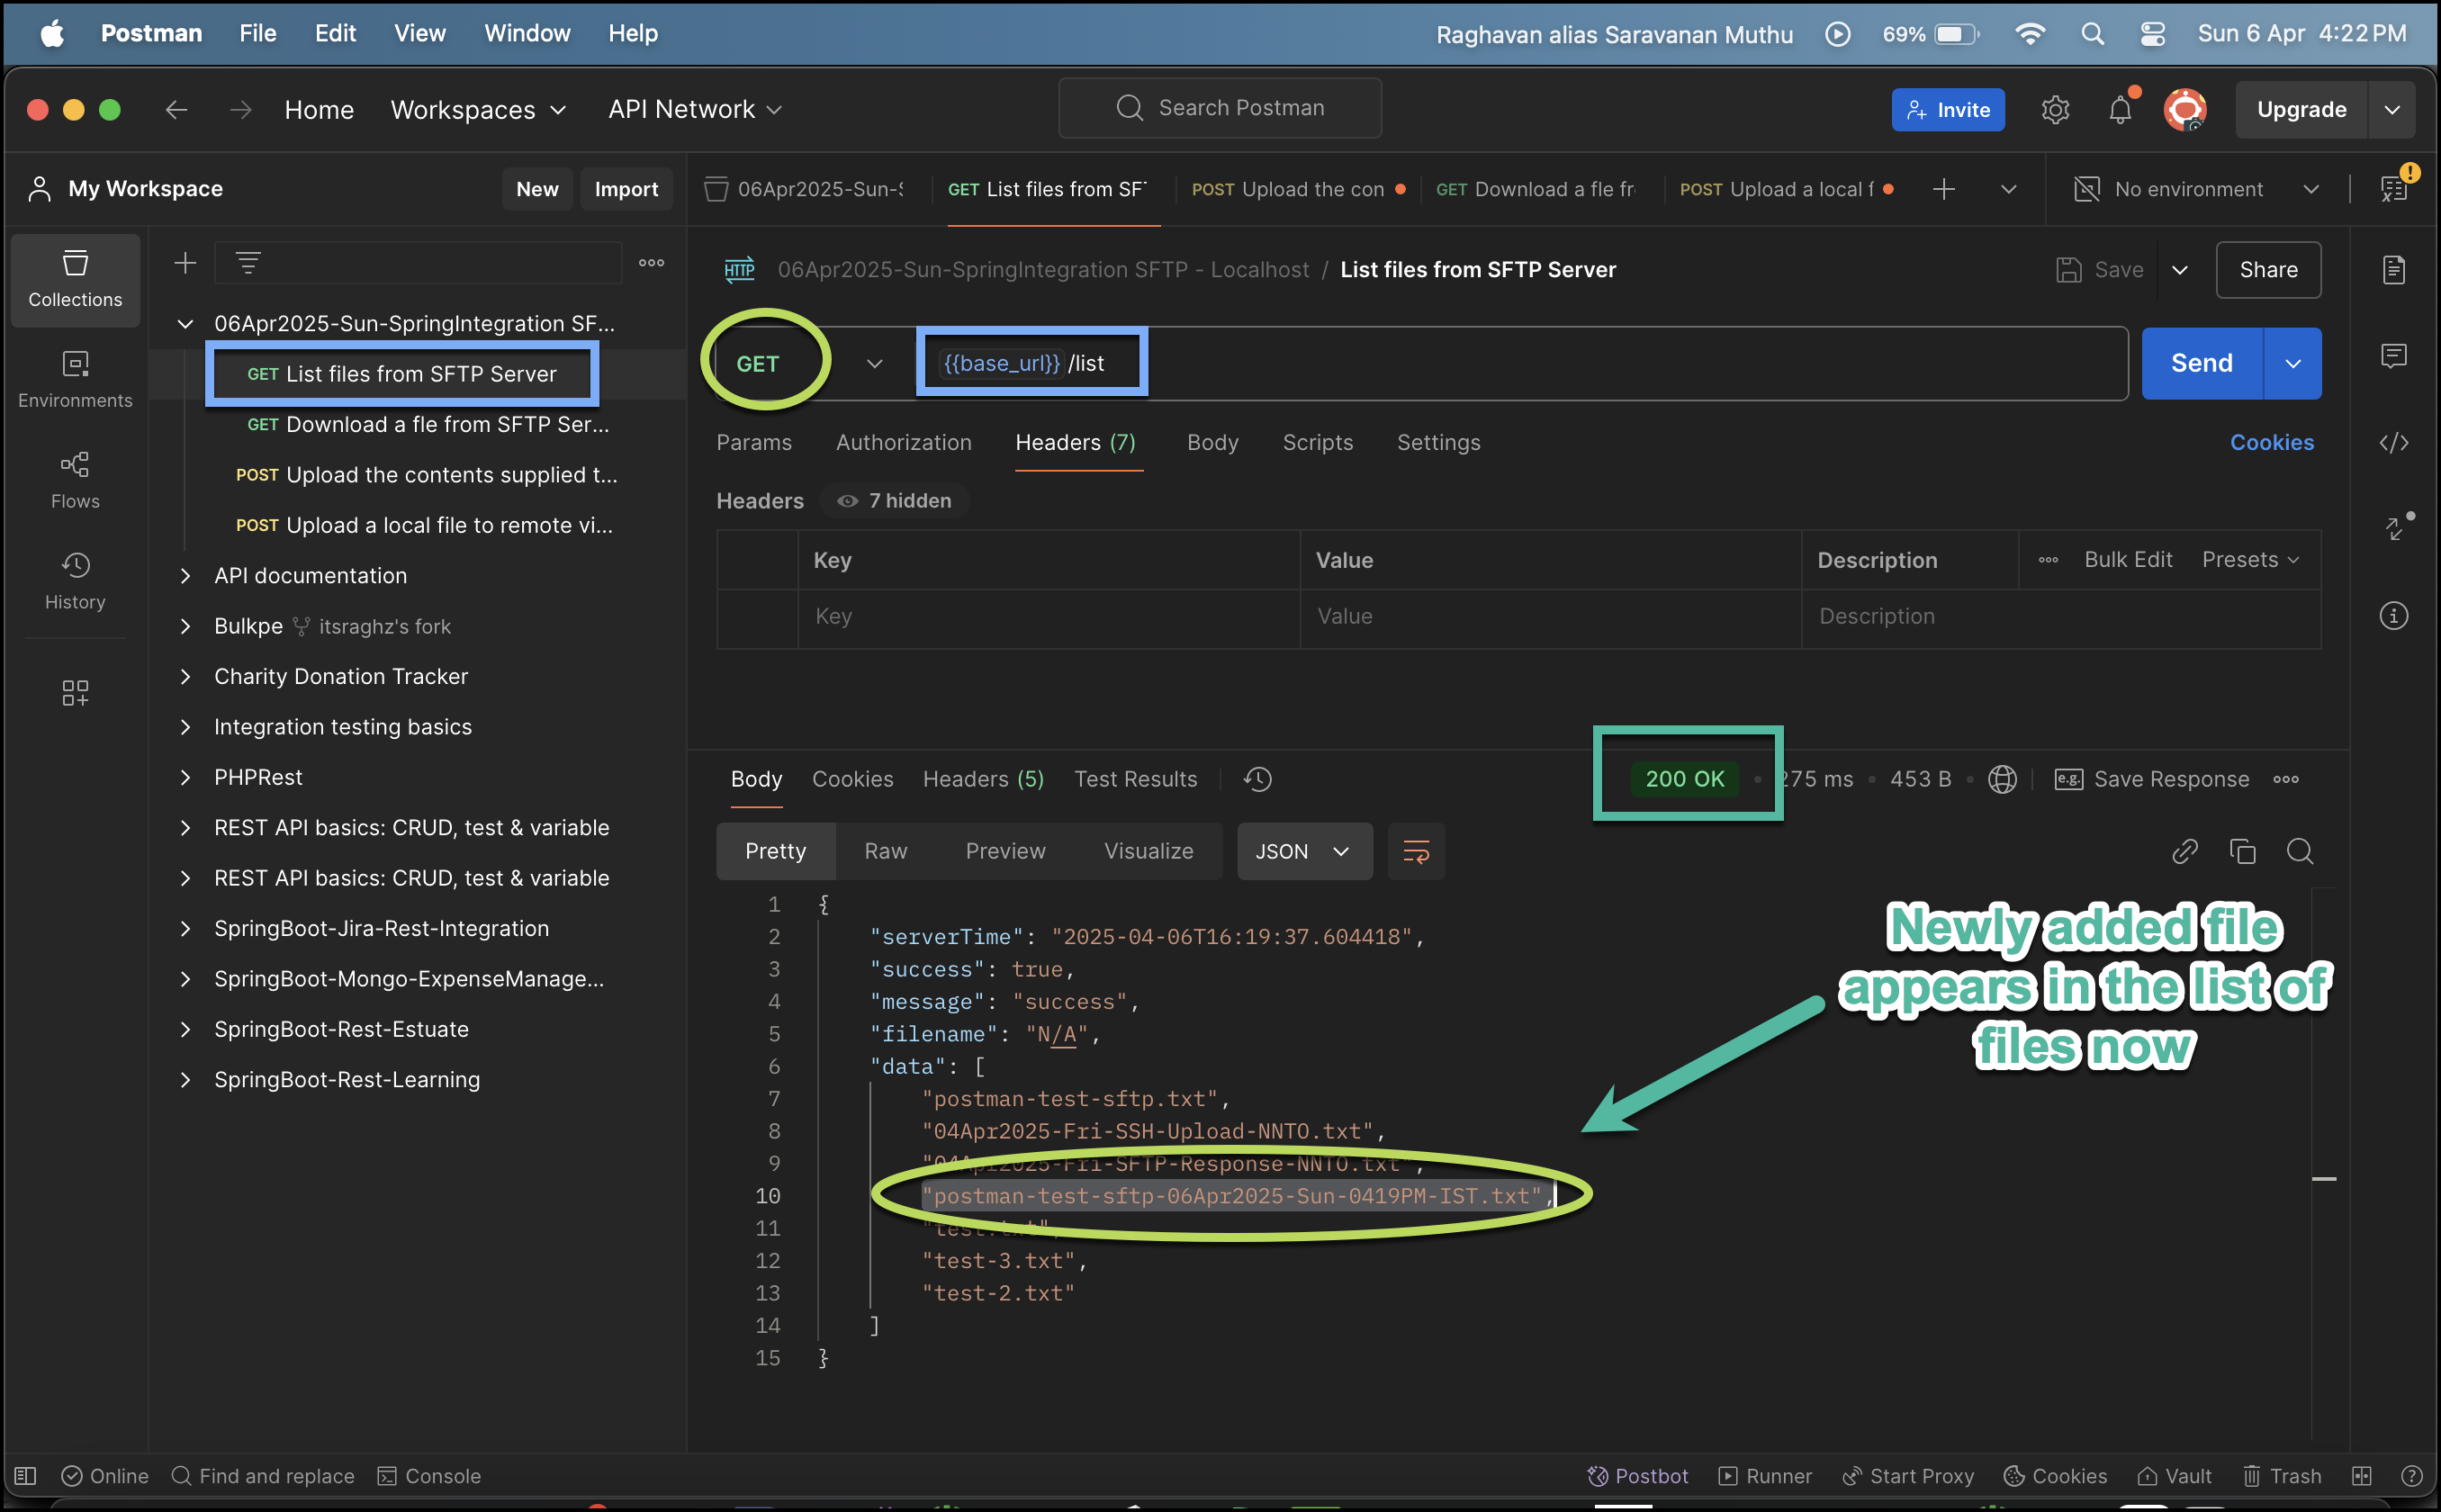 Postman File Edit View Window Help Raghavan alias Saravanan Muthu 69% Sun 6 Apr 4:22 PM
Home Workspaces API Network Search Postman Invite Upgrade
My Workspace New Import 06Apr2025-Sun- GET List files from SF POST Upload the con GET Download a fle fr POST Upload a local f No environment
Collections
Environments
Flows
History
06Apr2025-Sun-SpringIntegration SF...
GET List files from SFTP Server
GET Download a fle from SFTP Ser...
POST Upload the contents supplied t...
POST Upload a local file to remote vi...
API documentation
Bulkpe itsraghz's fork
Charity Donation Tracker
Integration testing basics
PHPRest
REST API basics: CRUD, test & variable
REST API basics: CRUD, test & variable
SpringBoot-Jira-Rest-Integration
SpringBoot-Mongo-ExpenseManage...
SpringBoot-Rest-Estuate
SpringBoot-Rest-Learning
HTTP 06Apr2025-Sun-SpringIntegration SFTP - Localhost / List files from SFTP Server Save Share
GET {{base_url}} /list Send
Params Authorization Headers (7) Body Scripts Settings Cookies
Headers 7 hidden
Key Value Description Bulk Edit Presets
Key Value Description
Body Cookies Headers (5) Test Results 200 OK 275 ms 453 B e.g. Save Response
Pretty Raw Preview Visualize JSON
1 {
2 "serverTime": "2025-04-06T16:19:37.604418",
3 "success": true,
4 "message": "success",
5 "filename": "N/A",
6 "data": [
7 "postman-test-sftp.txt",
8 "04Apr2025-Fri-SSH-Upload-NNTO.txt",
9 "04Apr2025-Fri-SFTP-Response-NNTO.txt",
10 "postman-test-sftp-06Apr2025-Sun-0419PM-IST.txt",
11 "test.txt",
12 "test-3.txt",
13 "test-2.txt"
14 ]
15 }
Newly added file
appears in the list of
files now
Online Find and replace Console Postbot Runner Start Proxy Cookies Vault Trash